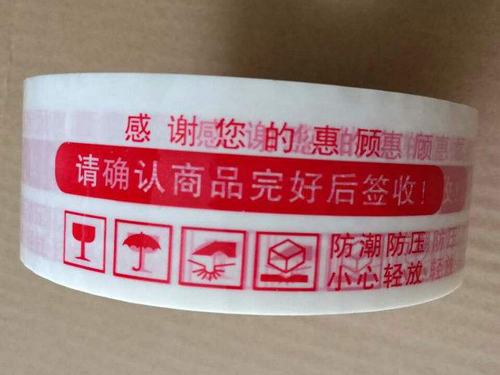 感谢您的惠顾
请确认商品完好后签收!
防潮防压
小心轻放